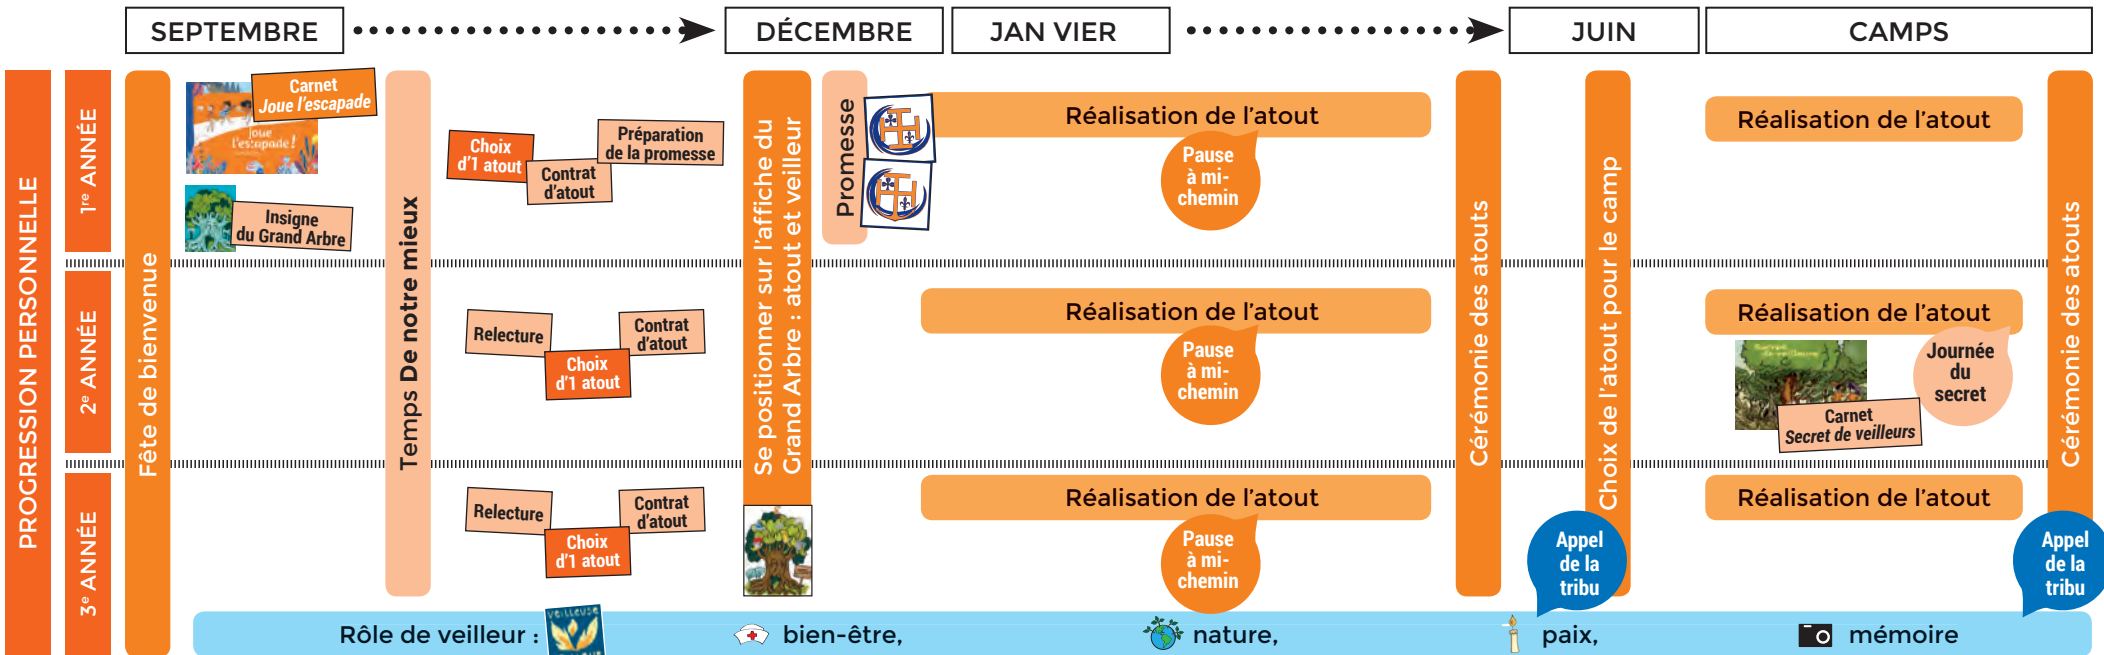 SEPTEMBRE
DÉCEMBRE
JAN VIER
JUIN
CAMPS
PROGRESSION PERSONNELLE
1re ANNÉE
2e ANNÉE
3e ANNÉE
Fête de bienvenue
Carnet
Joue l'escapade
Joue
l'escapade !
Insigne
du Grand Arbre
Temps De notre mieux
Choix
d'1 atout
Contrat
d'atout
Préparation
de la promesse
Relecture
Choix
d'1 atout
Contrat
d'atout
Relecture
Choix
d'1 atout
Contrat
d'atout
Se positionner sur l'affiche du
Grand Arbre : atout et veilleur
Promesse
Réalisation de l'atout
Pause
à mi-
chemin
Réalisation de l'atout
Pause
à mi-
chemin
Réalisation de l'atout
Pause
à mi-
chemin
Cérémonie des atouts
Choix de l'atout pour le camp
Appel
de la
tribu
Réalisation de l'atout
Réalisation de l'atout
Journée
du
secret
Carnet
Secret de veilleurs
Réalisation de l'atout
Cérémonie des atouts
Appel
de la
tribu
Rôle de veilleur :
VEILLEUSE
bien-être,
nature,
paix,
mémoire